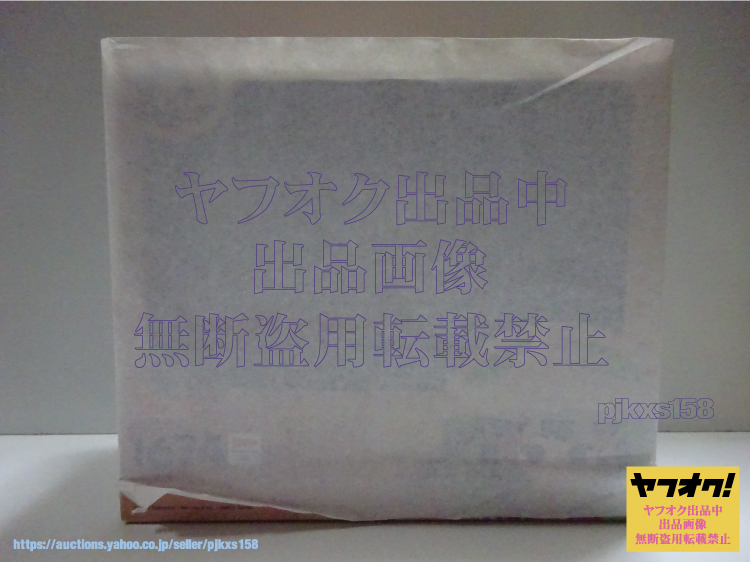 ヤフオク出品中
出品画像
無断盗用転載禁止
pjkxs158
ヤフオク!
ヤフオク出品中
出品画像
無断盗用転載禁止
https://auctions.yahoo.co.jp/seller/pjkxs158